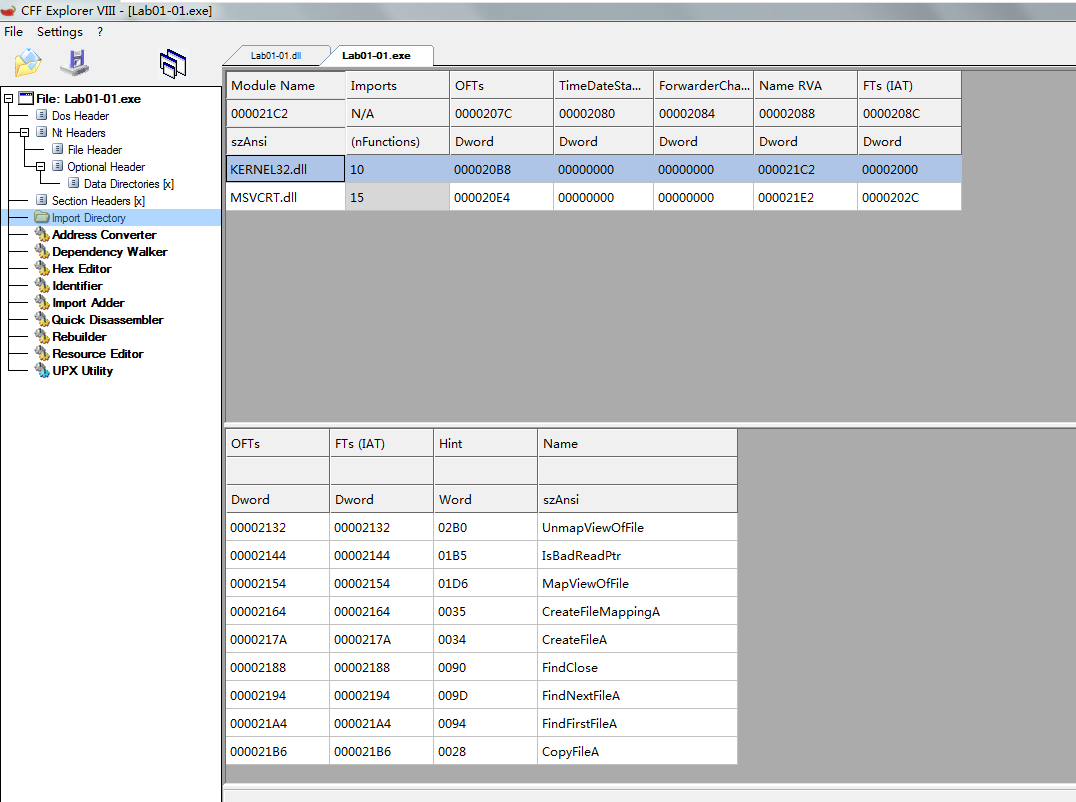 CFF Explorer VIII - [Lab01-01.exe]
File Settings ?
File: Lab01-01.exe
Dos Header
Nt Headers
File Header
Optional Header
Data Directories [x]
Section Headers [x]
Import Directory
Address Converter
Dependency Walker
Hex Editor
Identifier
Import Adder
Quick Disassembler
Rebuilder
Resource Editor
UPX Utility
Lab01-01.dll Lab01-01.exe
Module Name Imports OFTs TimeDateSta... ForwarderCha... Name RVA FTs (IAT)
000021C2 N/A 0000207C 00002080 00002084 00002088 0000208C
szAnsi (nFunctions) Dword Dword Dword Dword Dword
KERNEL32.dll 10 000020B8 00000000 00000000 000021C2 00002000
MSVCRT.dll 15 000020E4 00000000 00000000 000021E2 0000202C
OFTs FTs (IAT) Hint Name
Dword Dword Word szAnsi
00002132 00002132 02B0 UnmapViewOfFile
00002144 00002144 01B5 IsBadReadPtr
00002154 00002154 01D6 MapViewOfFile
00002164 00002164 0035 CreateFileMappingA
0000217A 0000217A 0034 CreateFileA
00002188 00002188 0090 FindClose
00002194 00002194 009D FindNextFileA
000021A4 000021A4 0094 FindFirstFileA
000021B6 000021B6 0028 CopyFileA